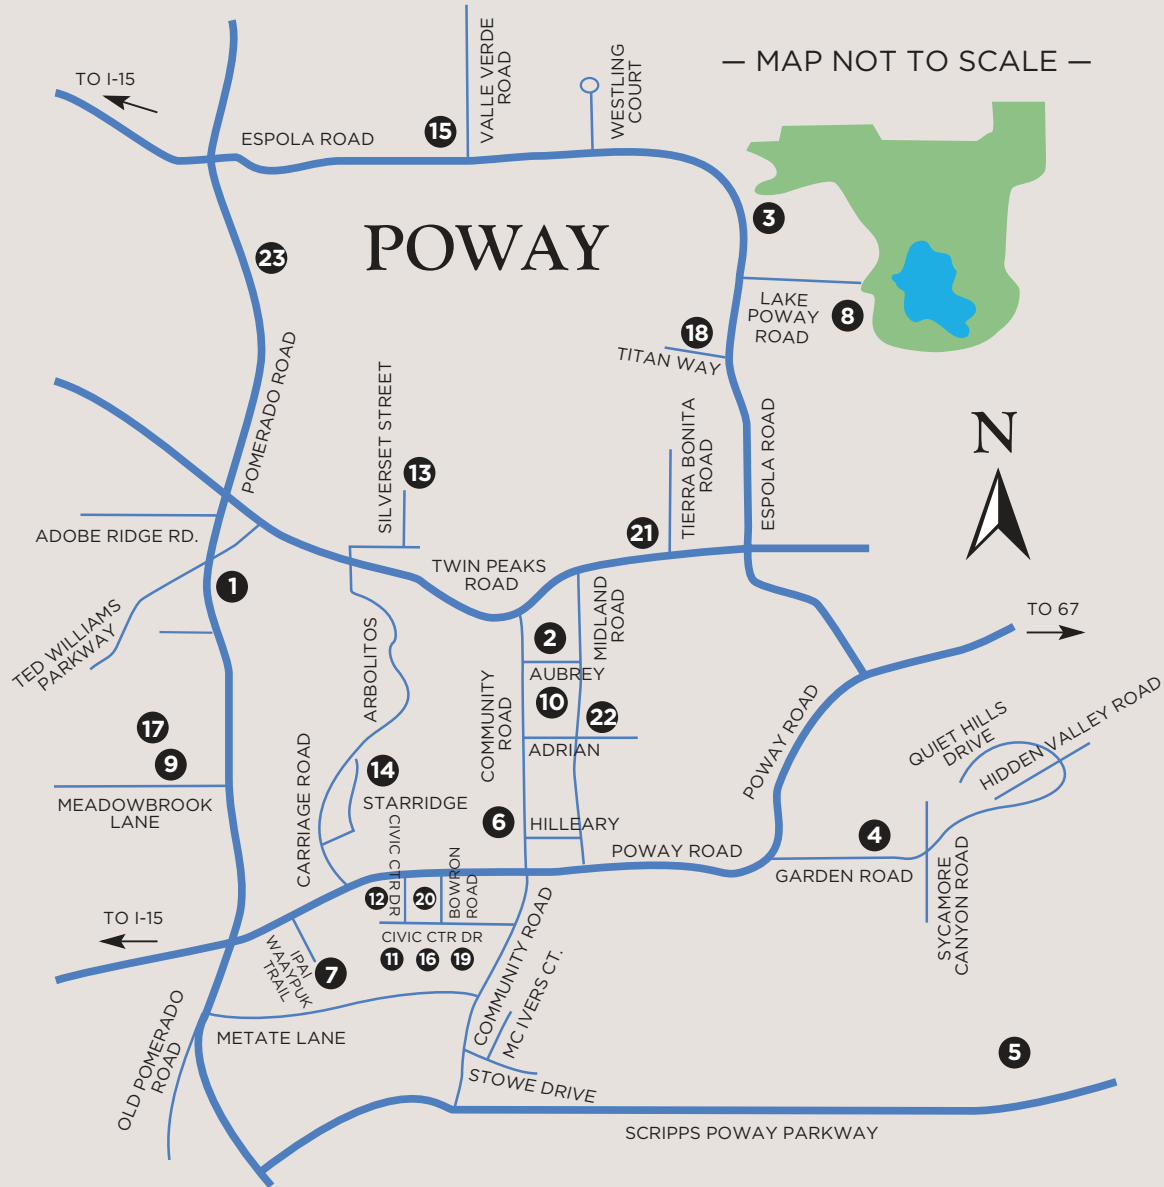 — MAP NOT TO SCALE —
TO I-15
ESPOLA ROAD
15
VALLE VERDE
ROAD
WESTLING
COURT
POWAY
3
23
LAKE
POWAY
ROAD
8
18
TITAN WAY
POMERADO ROAD
SILVERSET STREET
13
TIERRA BONITA
ROAD
ESPOLA ROAD
N
21
ADOBE RIDGE RD.
TWIN PEAKS
ROAD
1
TED WILLIAMS
PARKWAY
ARBOLITOS
2
MIDLAND
ROAD
TO 67
AUBREY
10
22
COMMUNITY
ROAD
ADRIAN
POWAY ROAD
QUIET HILLS
DRIVE
HIDDEN VALLEY ROAD
17
9
MEADOWBROOK
LANE
CARRIAGE ROAD
14
STARRIDGE
6
HILLEARY
POWAY ROAD
4
GARDEN ROAD
SYCAMORE
CANYON ROAD
CIVIC CTR DR
12
20
BOWRON
ROAD
TO I-15
CIVIC CTR DR
11
16
19
IPAI
WAAYPUK
TRAIL
7
COMMUNITY ROAD
MC IVERS CT.
METATE LANE
OLD POMERADO
ROAD
STOWE DRIVE
5
SCRIPPS POWAY PARKWAY